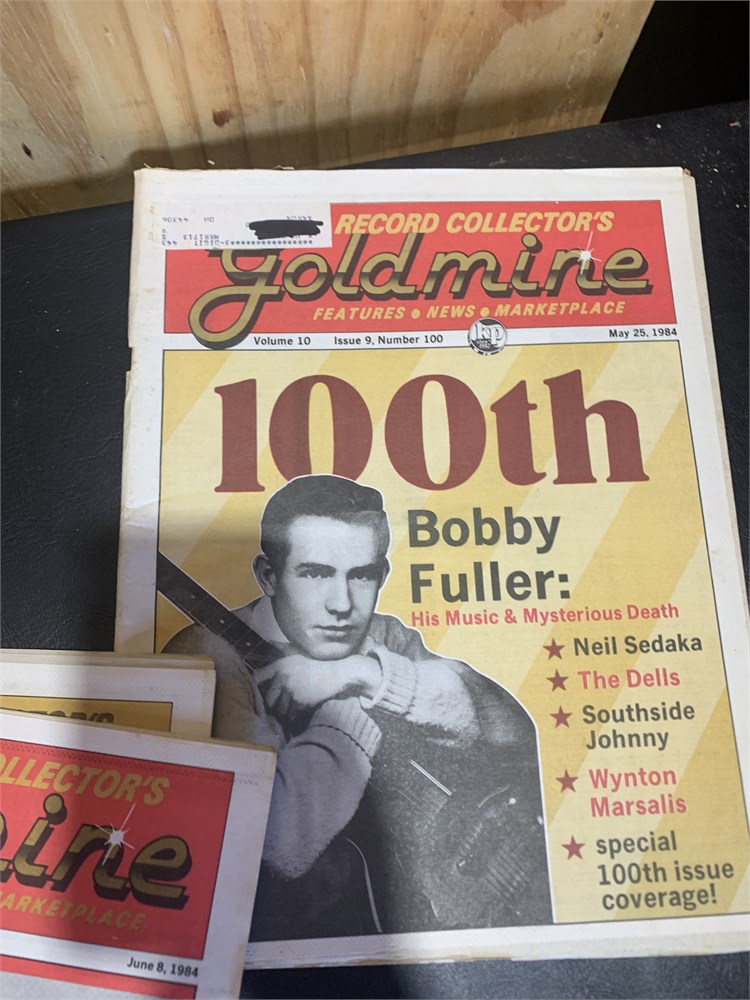 RECORD COLLECTOR'S
Goldmine
FEATURES • NEWS • MARKETPLACE
Volume 10 Issue 9, Number 100 kp May 25, 1984
100th
Bobby
Fuller:
His Music & Mysterious Death
★ Neil Sedaka
★ The Dells
★ Southside
Johnny
★ Wynton
Marsalis
★ special
100th issue
coverage!
OLLECTOR'S
ine
ARKETPLACE
June 8, 1984